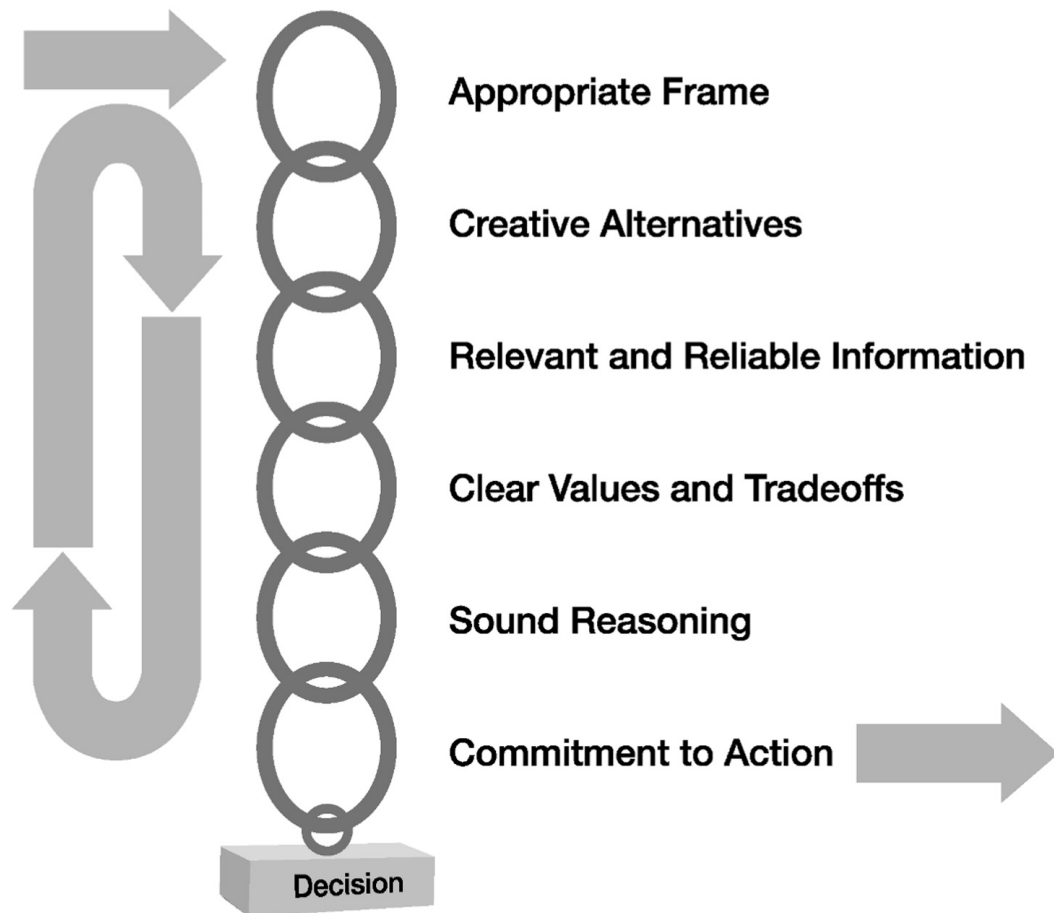 Appropriate Frame
Creative Alternatives
Relevant and Reliable Information
Clear Values and Tradeoffs
Sound Reasoning
Commitment to Action
Decision